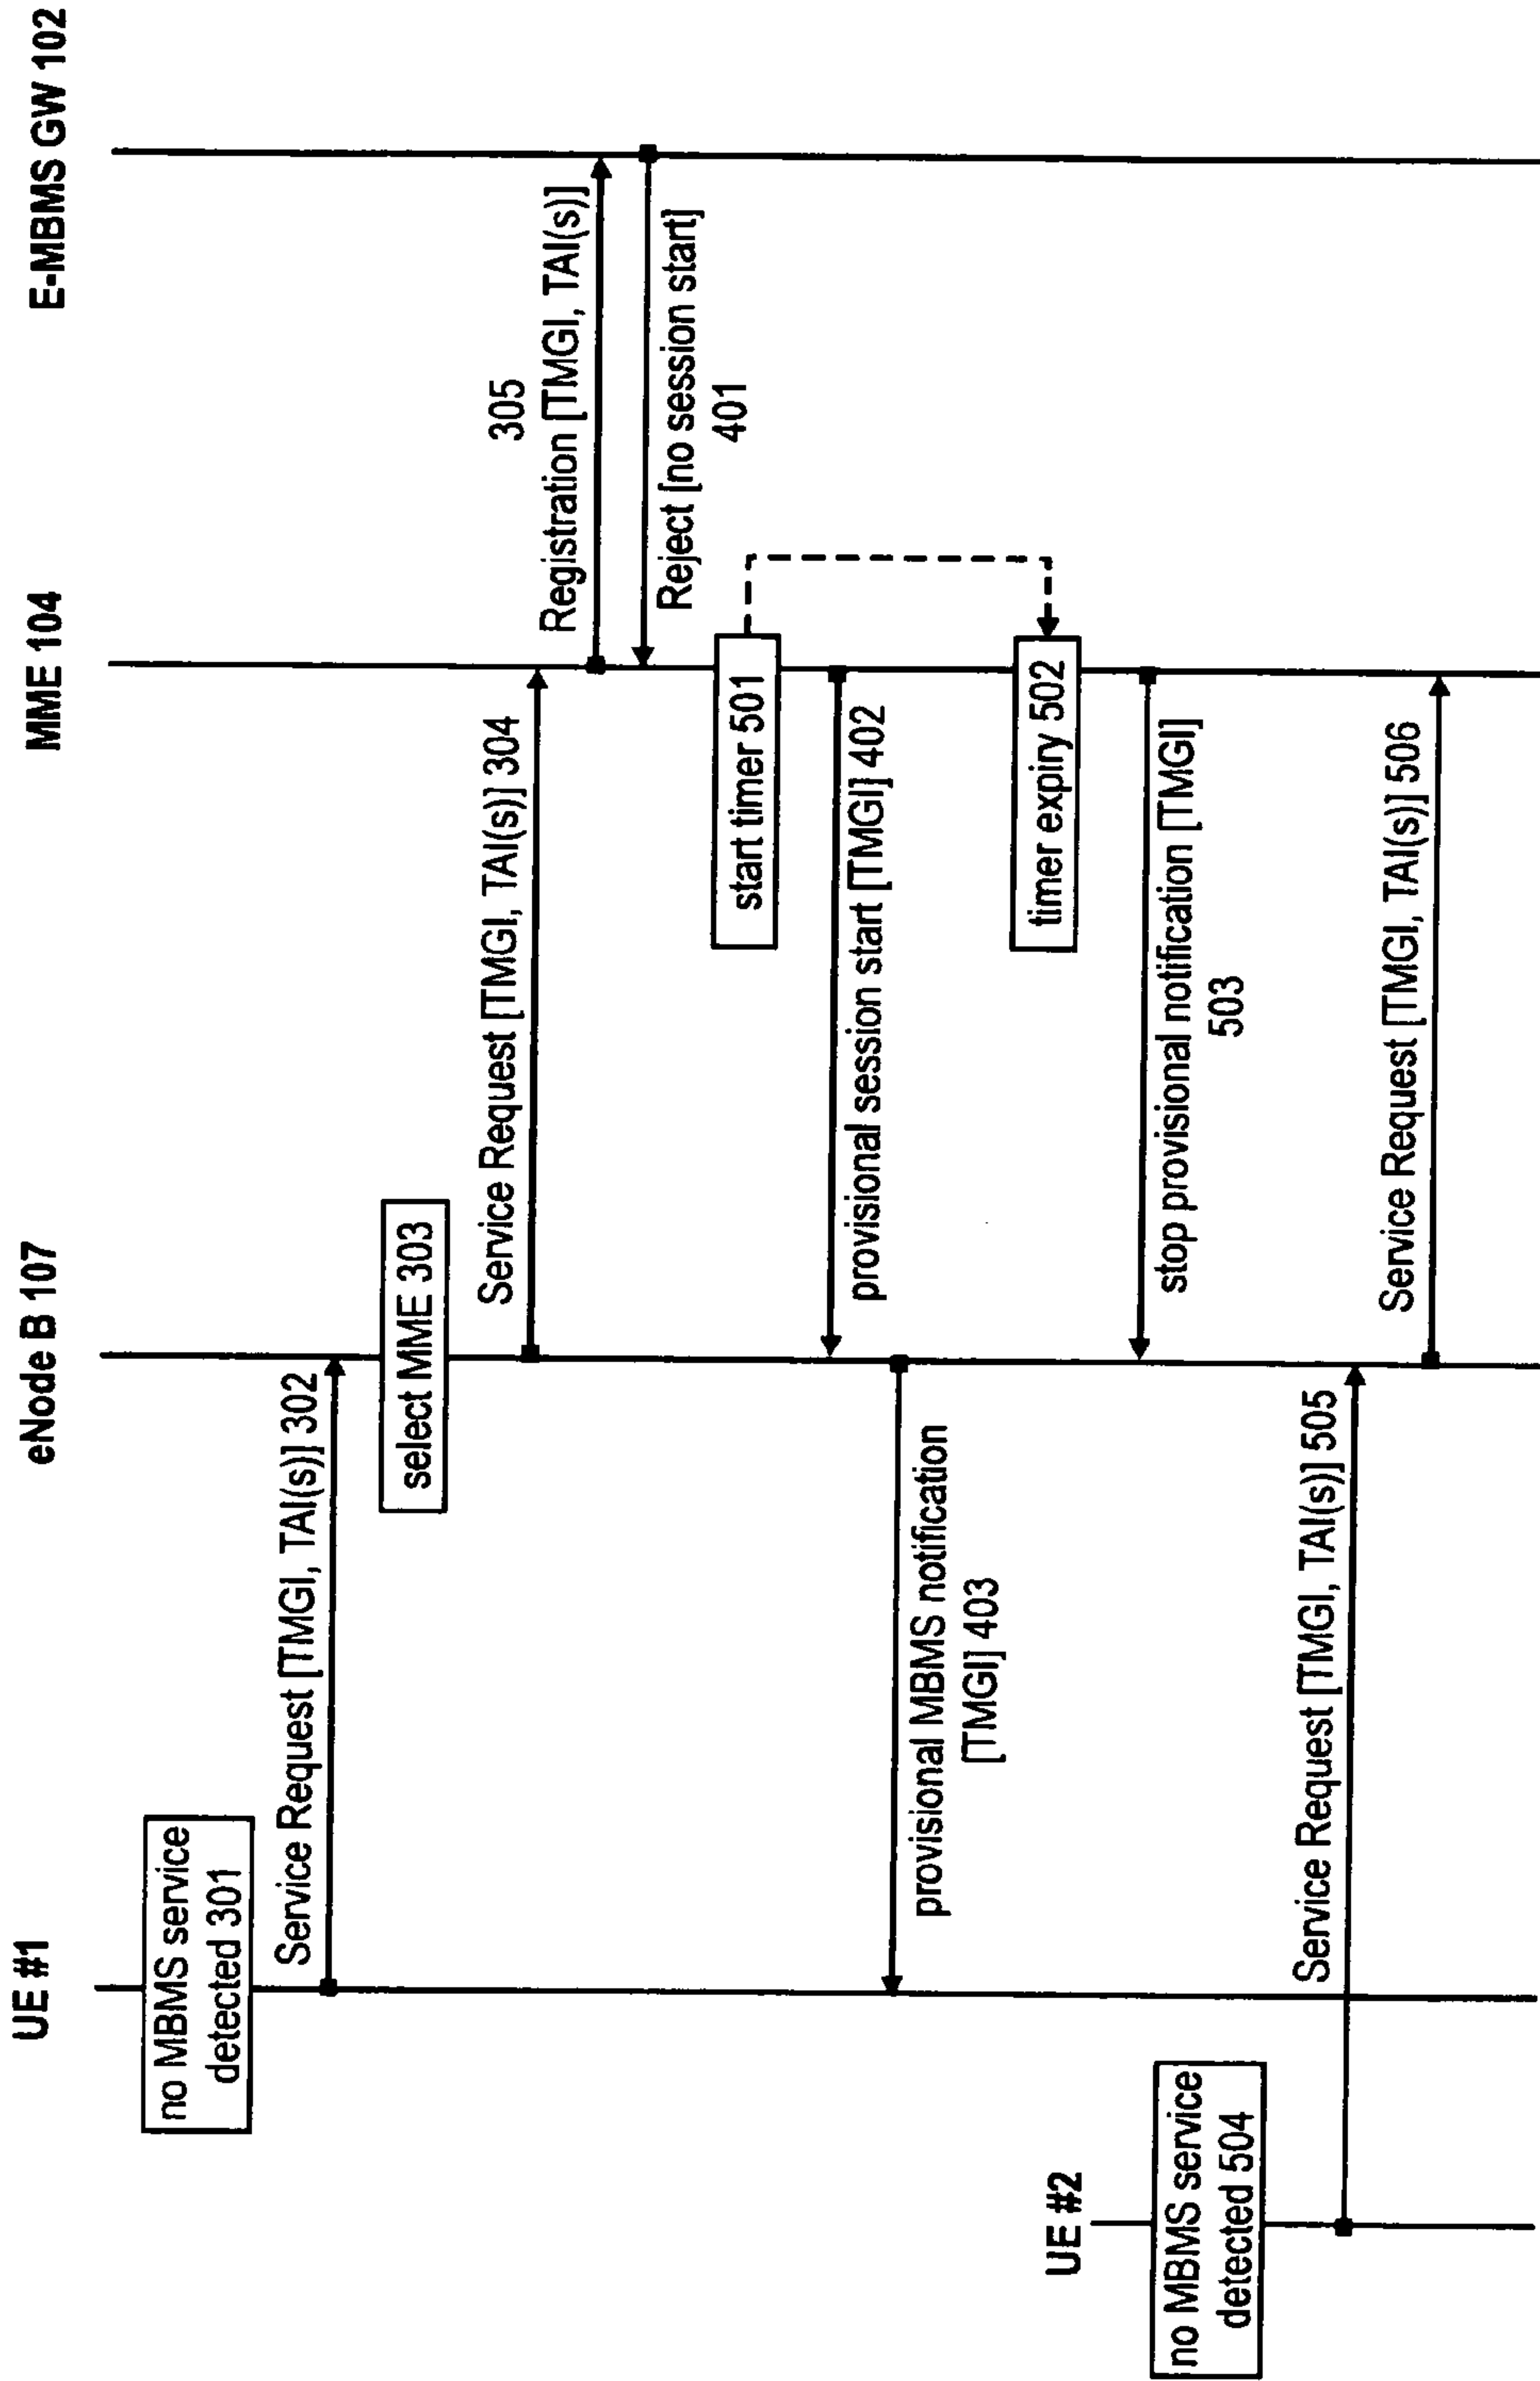 UE #1
eNode B 107
MME 104
E-MBMS GW 102
no MBMS service
detected 301
Service Request [TMGI, TAI(s)] 302
select MME 303
Service Request [TMGI, TAI(s)] 304
305
Registration [TMGI, TAI(s)]
Reject [no session start]
401
start timer 501
provisional session start [TMGI] 402
provisional MBMS notification
[TMGI] 403
timer expiry 502
UE #2
stop provisional notification [TMGI]
503
no MBMS service
detected 504
Service Request [TMGI, TAI(s)] 505
Service Request [TMGI, TAI(s)] 506